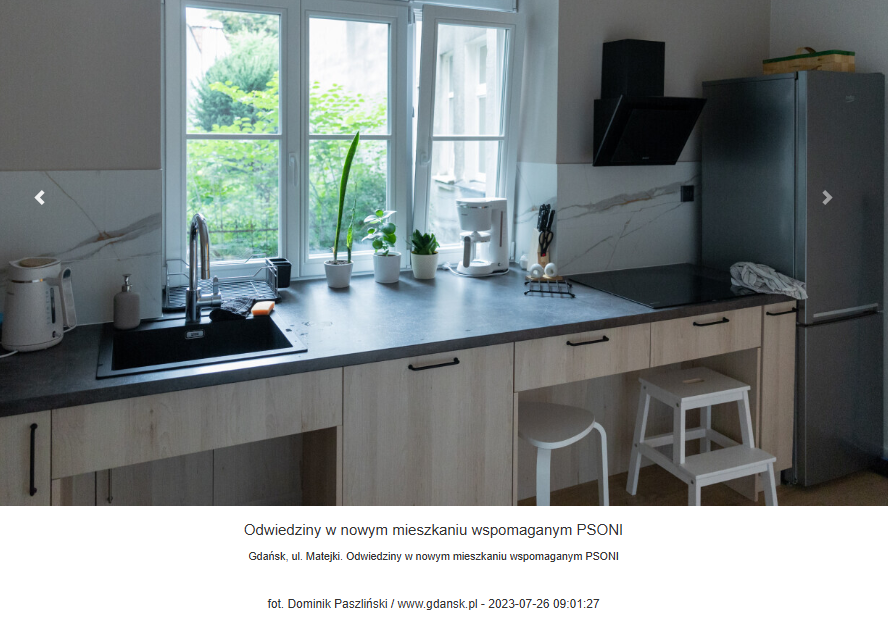 Odwiedziny w nowym mieszkaniu wspomaganym PSONI
Gdańsk, ul. Matejki. Odwiedziny w nowym mieszkaniu wspomaganym PSONI
fot. Dominik Paszliński / www.gdansk.pl - 2023-07-26 09:01:27